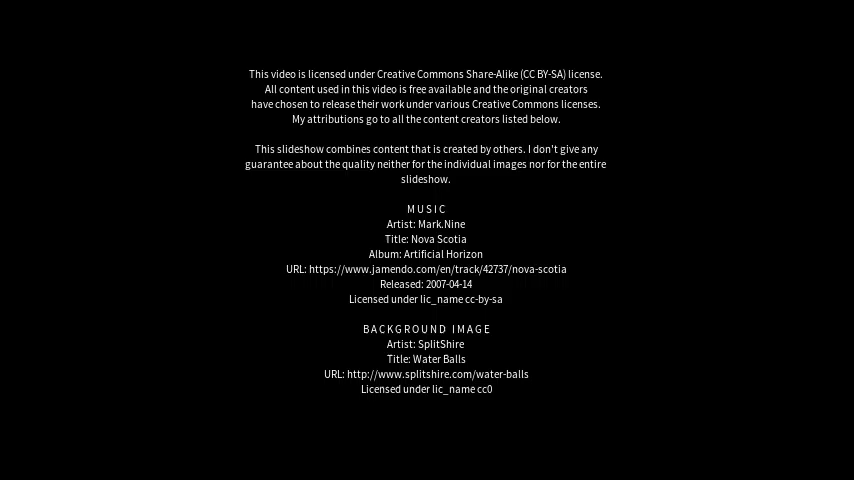 This video is licensed under Creative Commons Share-Alike (CC BY-SA) license.
All content used in this video is free available and the original creators
have chosen to release their work under various Creative Commons licenses.
My attributions go to all the content creators listed below.
This slideshow combines content that is created by others. I don't give any
guarantee about the quality neither for the individual images nor for the entire
slideshow.
MUSIC
Artist: Mark.Nine
Title: Nova Scotia
Album: Artificial Horizon
URL: https://www.jamendo.com/en/track/42737/nova-scotia
Released: 2007-04-14
Licensed under lic_name cc-by-sa
BACKGROUND IMAGE
Artist: SplitShire
Title: Water Balls
URL: http://www.splitshire.com/water-balls
Licensed under lic_name cc0